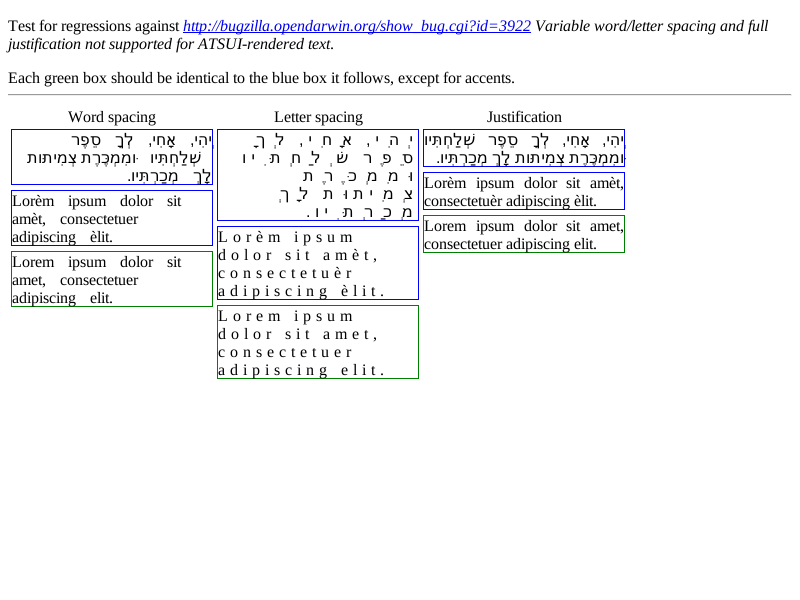 Test for regressions against http://bugzilla.opendarwin.org/show_bug.cgi?id=3922 Variable word/letter spacing and full
justification not supported for ATSUI-rendered text.
Each green box should be identical to the blue box it follows, except for accents.
Word spacing
יְהִי, אָחִי, לְךָ סֵפֶר
שְׁלַחְתִּיו וּמִמְכֶּרֶת צְמִיתוּת
לָךְ מְכַרְתִּיו.
Lorèm ipsum dolor sit
amèt, consectetuer
adipiscing èlit.
Lorem ipsum dolor sit
amet, consectetuer
adipiscing elit.
Letter spacing
יְהִי, אָחִי, לְךָ
סֵפֶר שְׁלַחְתִּיו
וּמִמְכֶּרֶת
צְמִיתוּת לָךְ
מְכַרְתִּיו.
Lorèm ipsum
dolor sit amèt,
consectetuèr
adipiscing èlit.
Lorem ipsum
dolor sit amet,
consectetuer
adipiscing elit.
Justification
יְהִי, אָחִי, לְךָ סֵפֶר שְׁלַחְתִּיו
וּמִמְכֶּרֶת צְמִיתוּת לָךְ מְכַרְתִּיו.
Lorèm ipsum dolor sit amèt,
consectetuèr adipiscing èlit.
Lorem ipsum dolor sit amet,
consectetuer adipiscing elit.